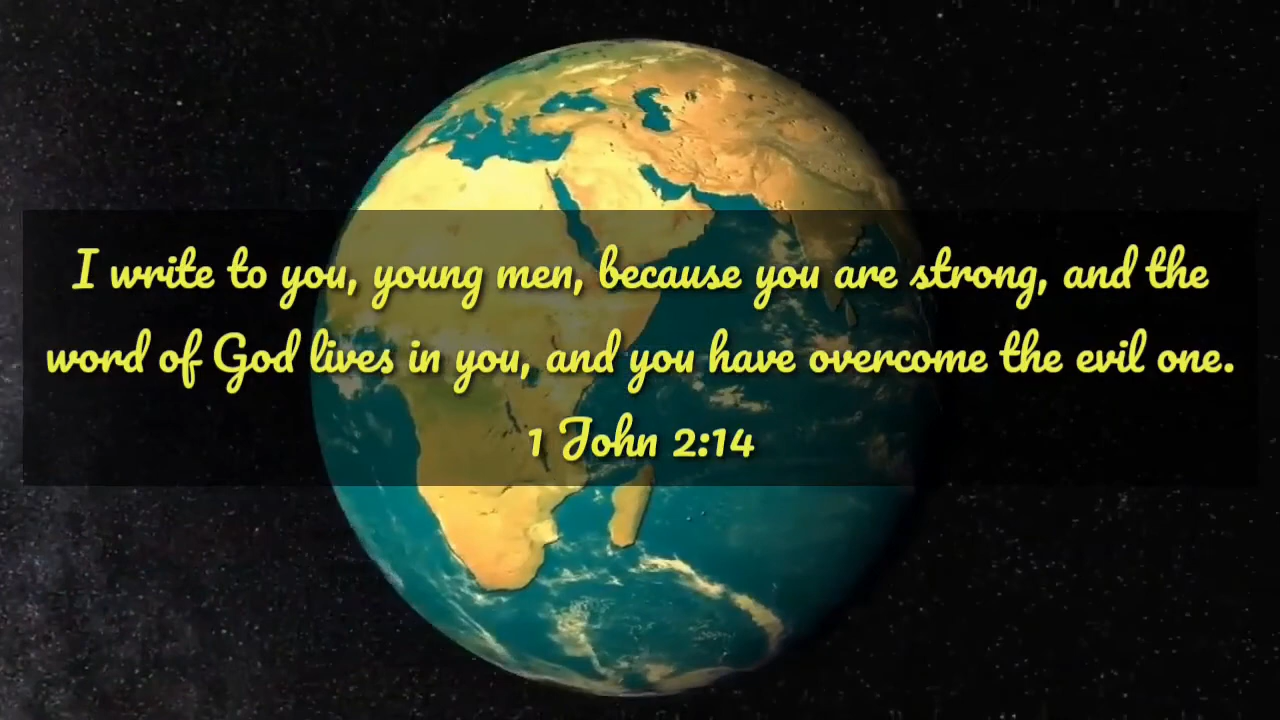 I write to you, young men, because you are strong, and the
word of God lives in you, and you have overcome the evil one.
1 John 2:14